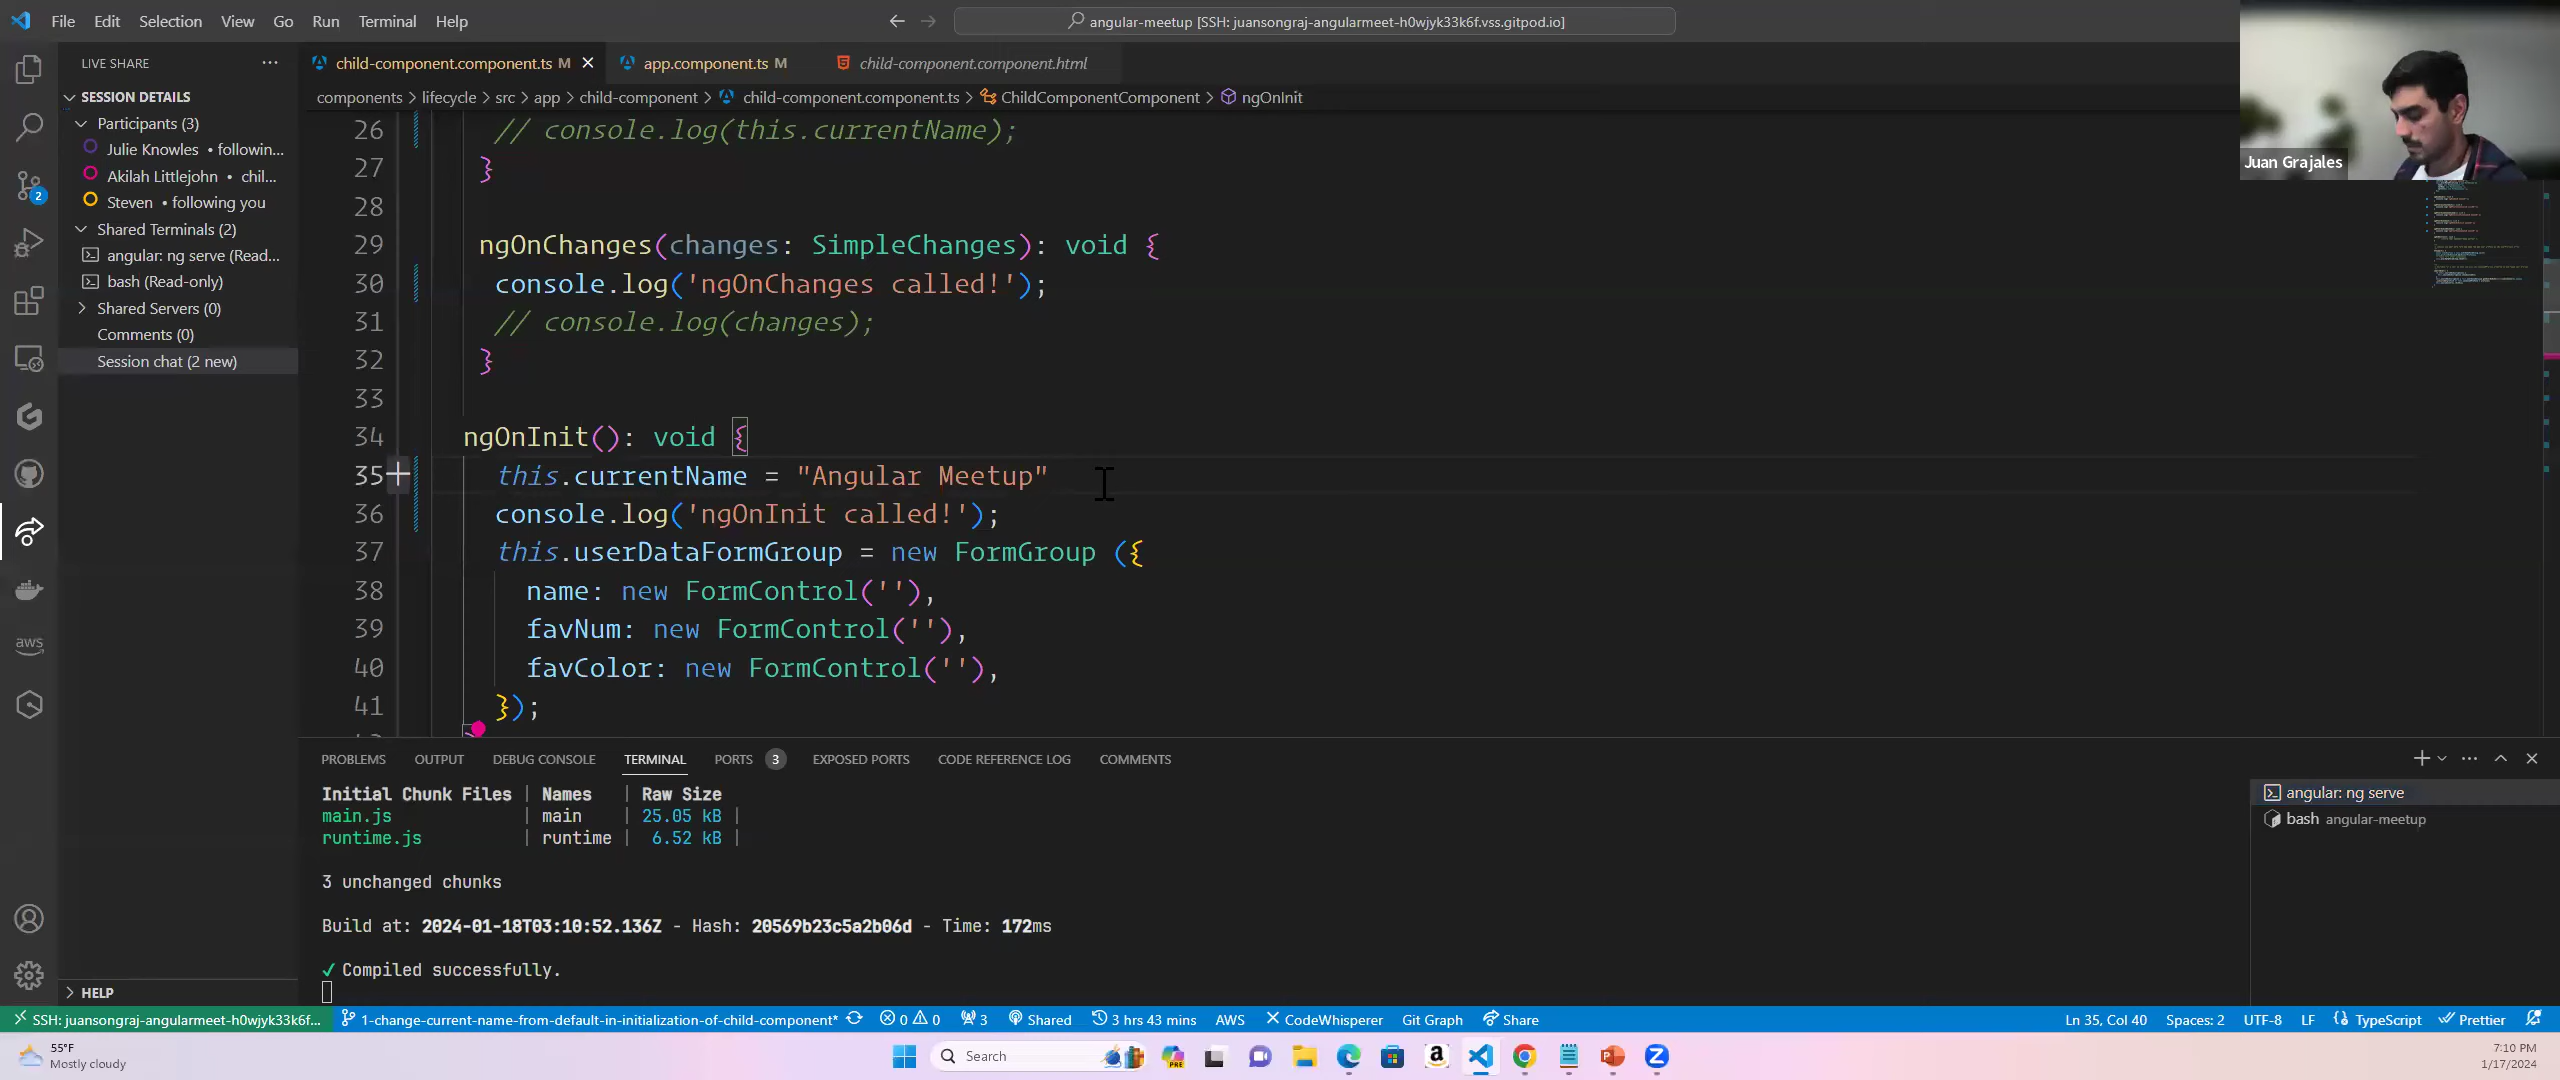 File Edit Selection View Go Run Terminal Help
angular-meetup [SSH: juansongraj-angularmeet-h0wjyk33k6f.vss.gitpod.io]
LIVE SHARE
child-component.component.ts M
app.component.ts M
child-component.component.html
components > lifecycle > src > app > child-component > child-component.component.ts > ChildComponentComponent > ngOnInit
SESSION DETAILS
Participants (3)
Julie Knowles • followin...
Akilah Littlejohn • chil...
Steven • following you
Shared Terminals (2)
angular: ng serve (Read...
bash (Read-only)
Shared Servers (0)
Comments (0)
Session chat (2 new)
2
aws
HELP
26 // console.log(this.currentName);
27 }
28
29 ngOnChanges(changes: SimpleChanges): void {
30 console.log('ngOnChanges called!');
31 // console.log(changes);
32 }
33
34 ngOnInit(): void {
35 this.currentName = "Angular Meetup"
36 console.log('ngOnInit called!');
37 this.userDataFormGroup = new FormGroup ({
38 name: new FormControl(''),
39 favNum: new FormControl(''),
40 favColor: new FormControl(''),
41 });
Juan Grajales
PROBLEMS OUTPUT DEBUG CONSOLE TERMINAL PORTS 3 EXPOSED PORTS CODE REFERENCE LOG COMMENTS
Initial Chunk Files | Names | Raw Size
main.js | main | 25.05 kB |
runtime.js | runtime | 6.52 kB |
3 unchanged chunks
Build at: 2024-01-18T03:10:52.136Z - Hash: 20569b23c5a2b06d - Time: 172ms
✓ Compiled successfully.
angular: ng serve
bash angular-meetup
SSH: juansongraj-angularmeet-h0wjyk33k6f... 1-change-current-name-from-default-in-initialization-of-child-component* 0 0 3 Shared 3 hrs 43 mins AWS CodeWhisperer Git Graph Share
Ln 35, Col 40 Spaces: 2 UTF-8 LF TypeScript Prettier
55°F
Mostly cloudy
Search
PRE
7:10 PM
1/17/2024